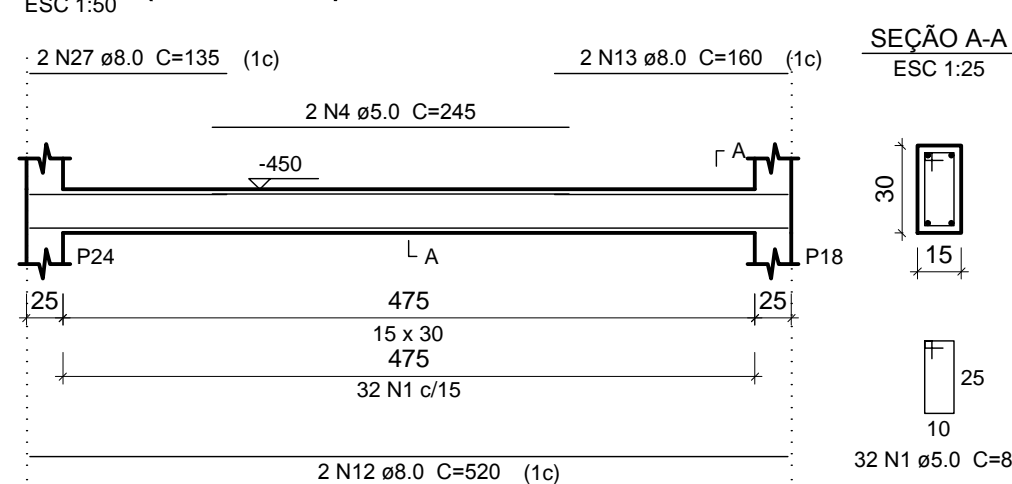 ESC 1:50
2 N27 ø8.0 C=135 (1c)
2 N13 ø8.0 C=160 (1c)
SEÇÃO A-A
ESC 1:25
2 N4 ø5.0 C=245
-450
A
30
P24
A
P18
15
25
475
25
15 x 30
475
32 N1 c/15
25
10
2 N12 ø8.0 C=520 (1c)
32 N1 ø5.0 C=8